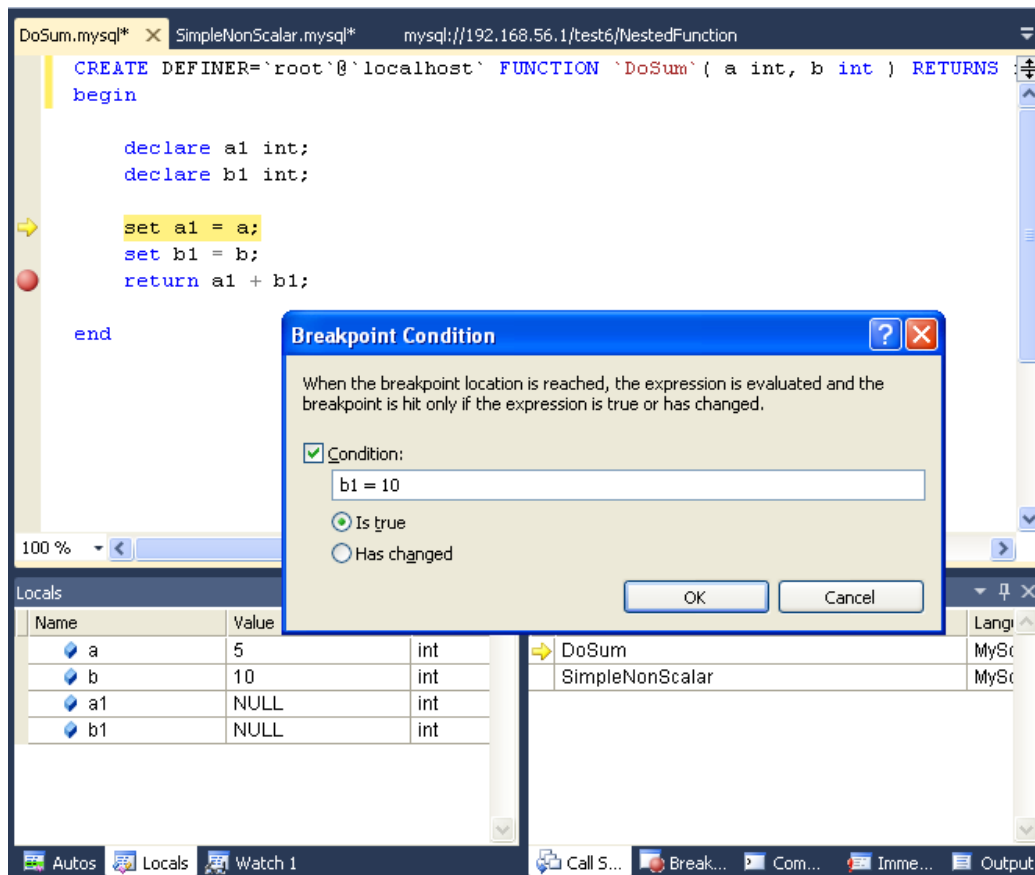 DoSum.mysql* SimpleNonScalar.mysql* mysql://192.168.56.1/test6/NestedFunction
CREATE DEFINER=`root`@`localhost` FUNCTION `DoSum`( a int, b int ) RETURNS
begin
declare a1 int;
declare b1 int;
set a1 = a;
set b1 = b;
return a1 + b1;
end
Breakpoint Condition
When the breakpoint location is reached, the expression is evaluated and the
breakpoint is hit only if the expression is true or has changed.
Condition:
b1 = 10
Is true
Has changed
OK Cancel
100 %
Locals
Name Value
a 5 int
b 10 int
a1 NULL int
b1 NULL int
Langu
DoSum MySq
SimpleNonScalar MySq
Autos Locals Watch 1
Call S... Break... Com... Imme... Output